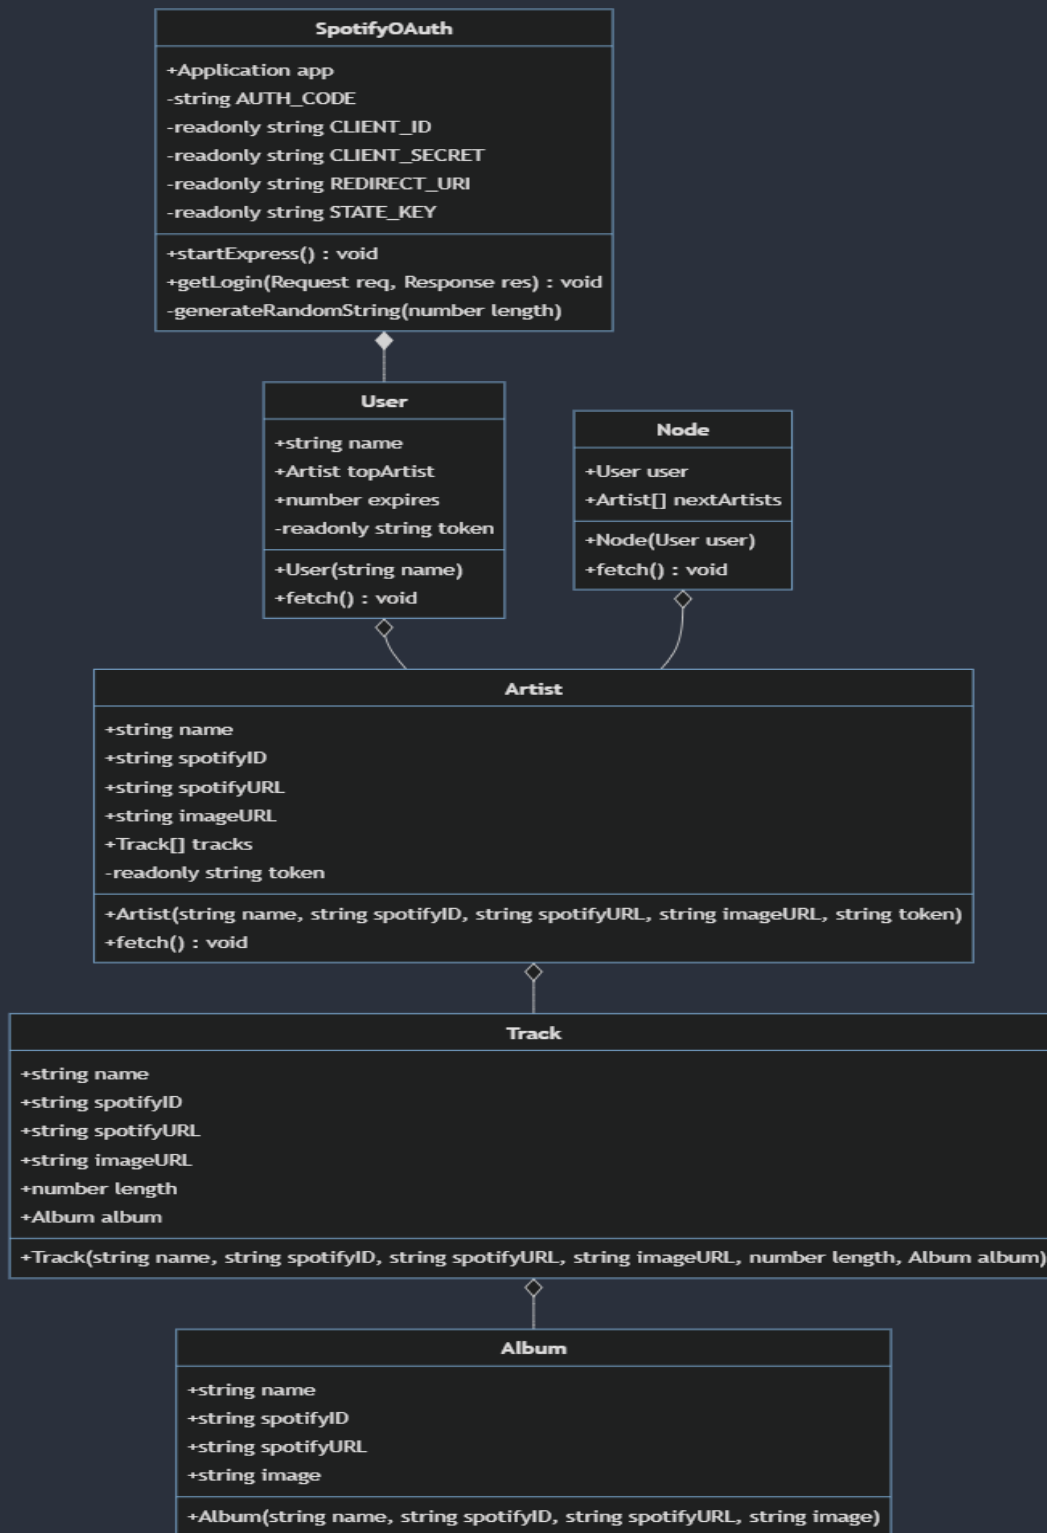 SpotifyOAuth
+Application app
-string AUTH_CODE
-readonly string CLIENT_ID
-readonly string CLIENT_SECRET
-readonly string REDIRECT_URI
-readonly string STATE_KEY
+startExpress() : void
+getLogin(Request req, Response res) : void
-generateRandomString(number length)
User
+string name
+Artist topArtist
+number expires
-readonly string token
+User(string name)
+fetch() : void
Node
+User user
+Artist[] nextArtists
+Node(User user)
+fetch() : void
Artist
+string name
+string spotifyID
+string spotifyURL
+string imageURL
+Track[] tracks
-readonly string token
+Artist(string name, string spotifyID, string spotifyURL, string imageURL, string token)
+fetch() : void
Track
+string name
+string spotifyID
+string spotifyURL
+string imageURL
+number length
+Album album
+Track(string name, string spotifyID, string spotifyURL, string imageURL, number length, Album album)
Album
+string name
+string spotifyID
+string spotifyURL
+string image
+Album(string name, string spotifyID, string spotifyURL, string image)